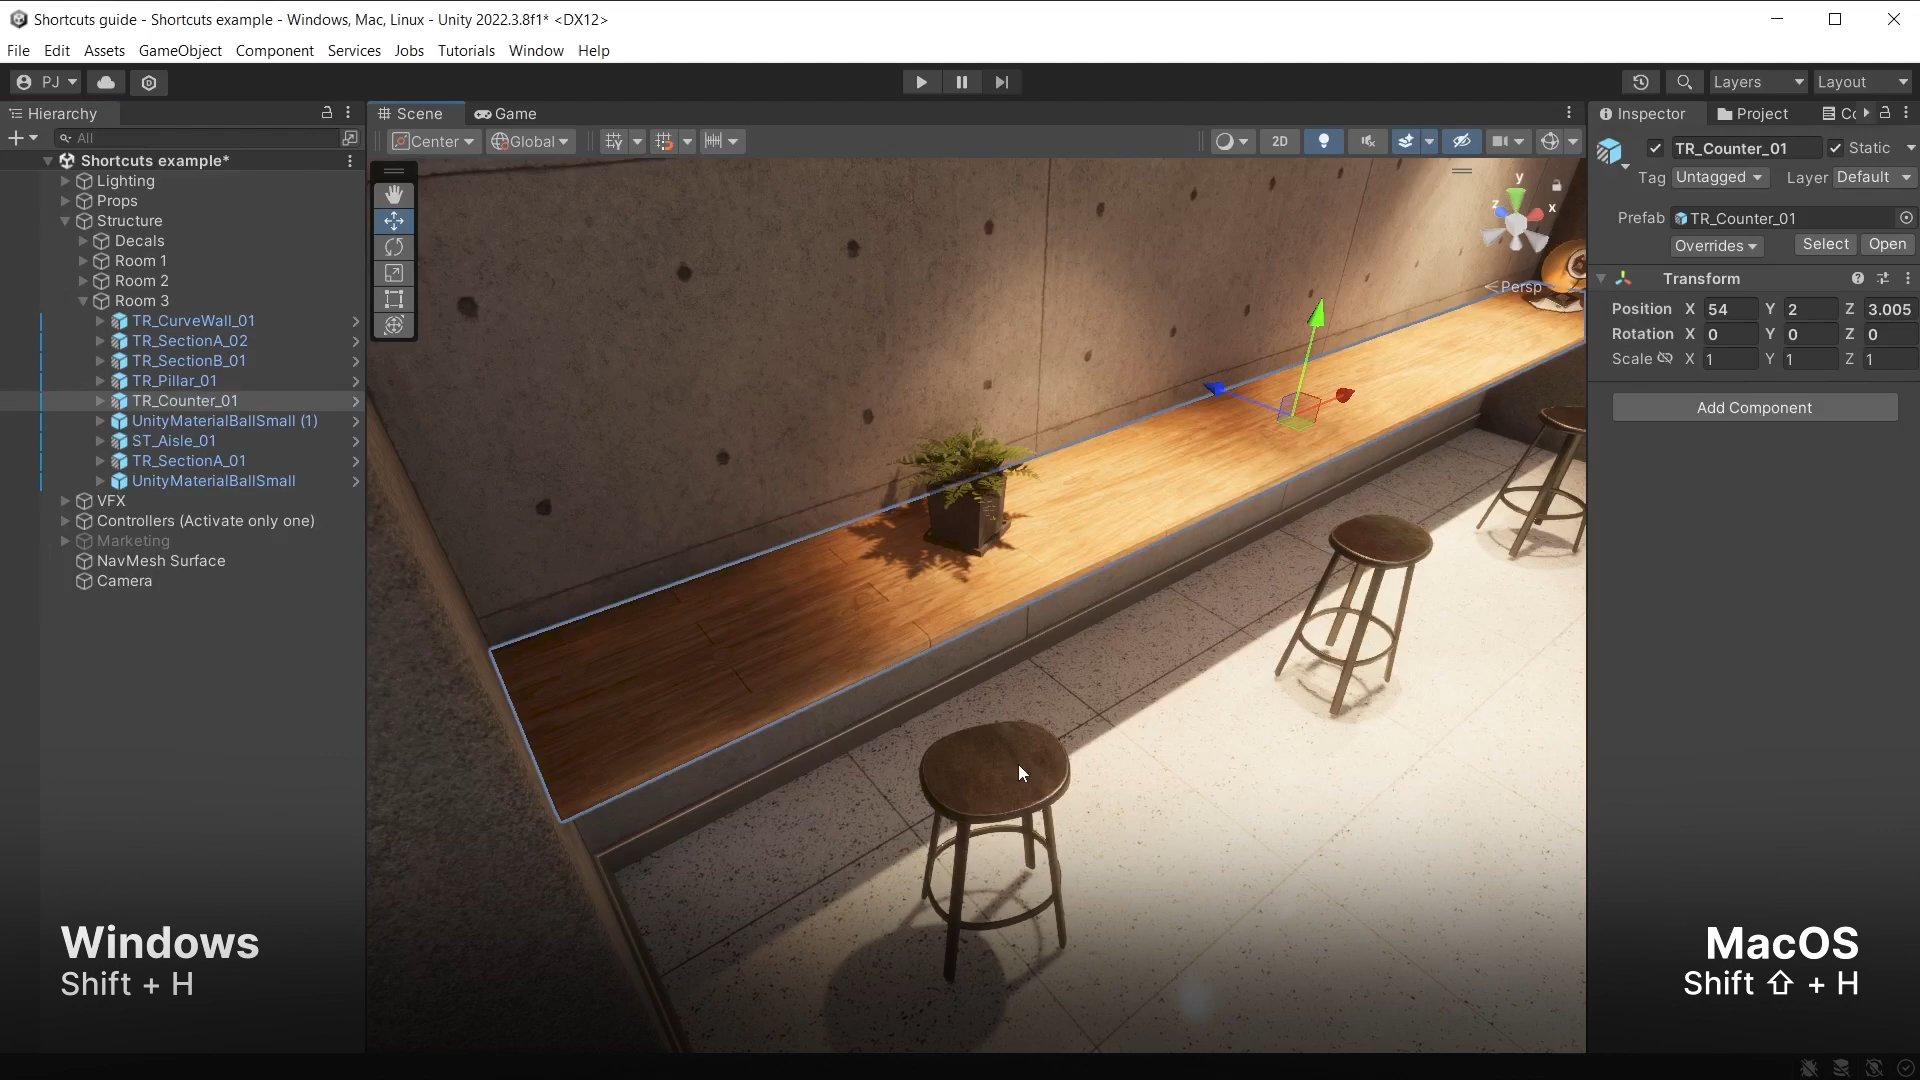 Shortcuts guide - Shortcuts example - Windows, Mac, Linux - Unity 2022.3.8f1* <DX12>
File Edit Assets GameObject Component Services Jobs Tutorials Window Help
PJ
Layers
Layout
Hierarchy
Scene
Game
Inspector
Project
Co
All
Center
Global
2D
Shortcuts example*
Lighting
Props
Structure
Decals
Room 1
Room 2
Room 3
TR_CurveWall_01
TR_SectionA_02
TR_SectionB_01
TR_Pillar_01
TR_Counter_01
UnityMaterialBallSmall (1)
ST_Aisle_01
TR_SectionA_01
UnityMaterialBallSmall
VFX
Controllers (Activate only one)
Marketing
NavMesh Surface
Camera
y
z
x
Persp
TR_Counter_01
Static
Tag Untagged
Layer Default
Prefab TR_Counter_01
Overrides
Select
Open
Transform
Position X 54 Y 2 Z 3.005
Rotation X 0 Y 0 Z 0
Scale X 1 Y 1 Z 1
Add Component
Windows
Shift + H
MacOS
Shift ⇧ + H